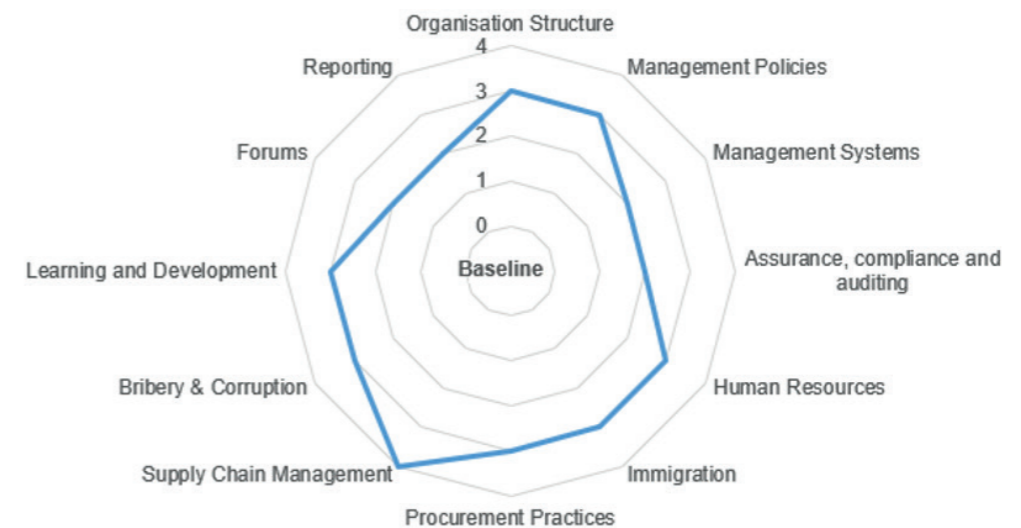 Organisation Structure
4
Reporting
Management Policies
3
2
Forums
Management Systems
1
0
Learning and Development
Baseline
Assurance, compliance and
auditing
Bribery & Corruption
Human Resources
Supply Chain Management
Immigration
Procurement Practices